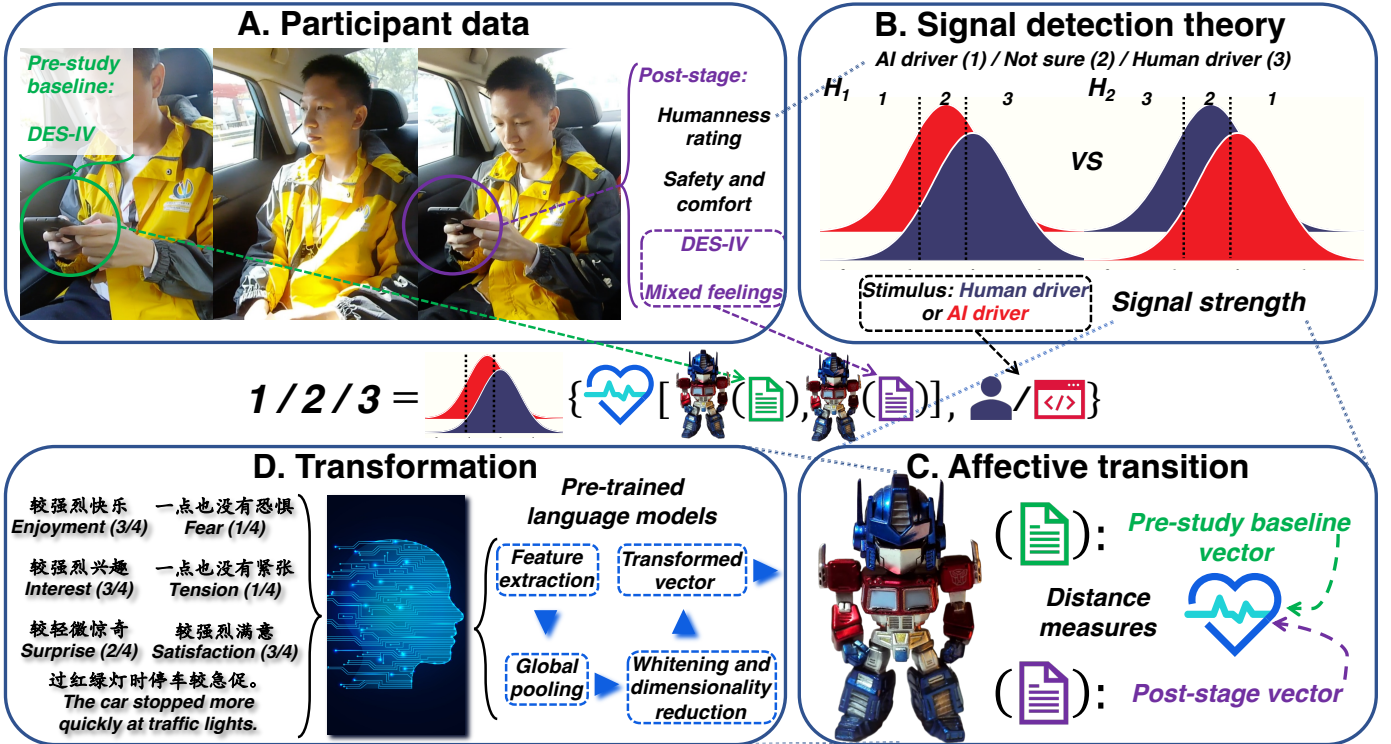 A. Participant data
Pre-study
baseline:
DES-IV
Post-stage:
Humanness
rating
Safety and
comfort
DES-IV
Mixed feelings
B. Signal detection theory
AI driver (1) / Not sure (2) / Human driver (3)
H1 1 2 3
H2 3 2 1
VS
Stimulus: Human driver
or AI driver
Signal strength
1 / 2 / 3 = { [ ( ), ( )], / </> }
D. Transformation
较强烈快乐
Enjoyment (3/4)
一点也没有恐惧
Fear (1/4)
较强烈兴趣
Interest (3/4)
一点也没有紧张
Tension (1/4)
较轻微惊奇
Surprise (2/4)
较强烈满意
Satisfaction (3/4)
过红绿灯时停车较急促。
The car stopped more
quickly at traffic lights.
Pre-trained
language models
Feature
extraction
Transformed
vector
Global
pooling
Whitening and
dimensionality
reduction
C. Affective transition
( ): Pre-study baseline
vector
Distance
measures
( ): Post-stage vector